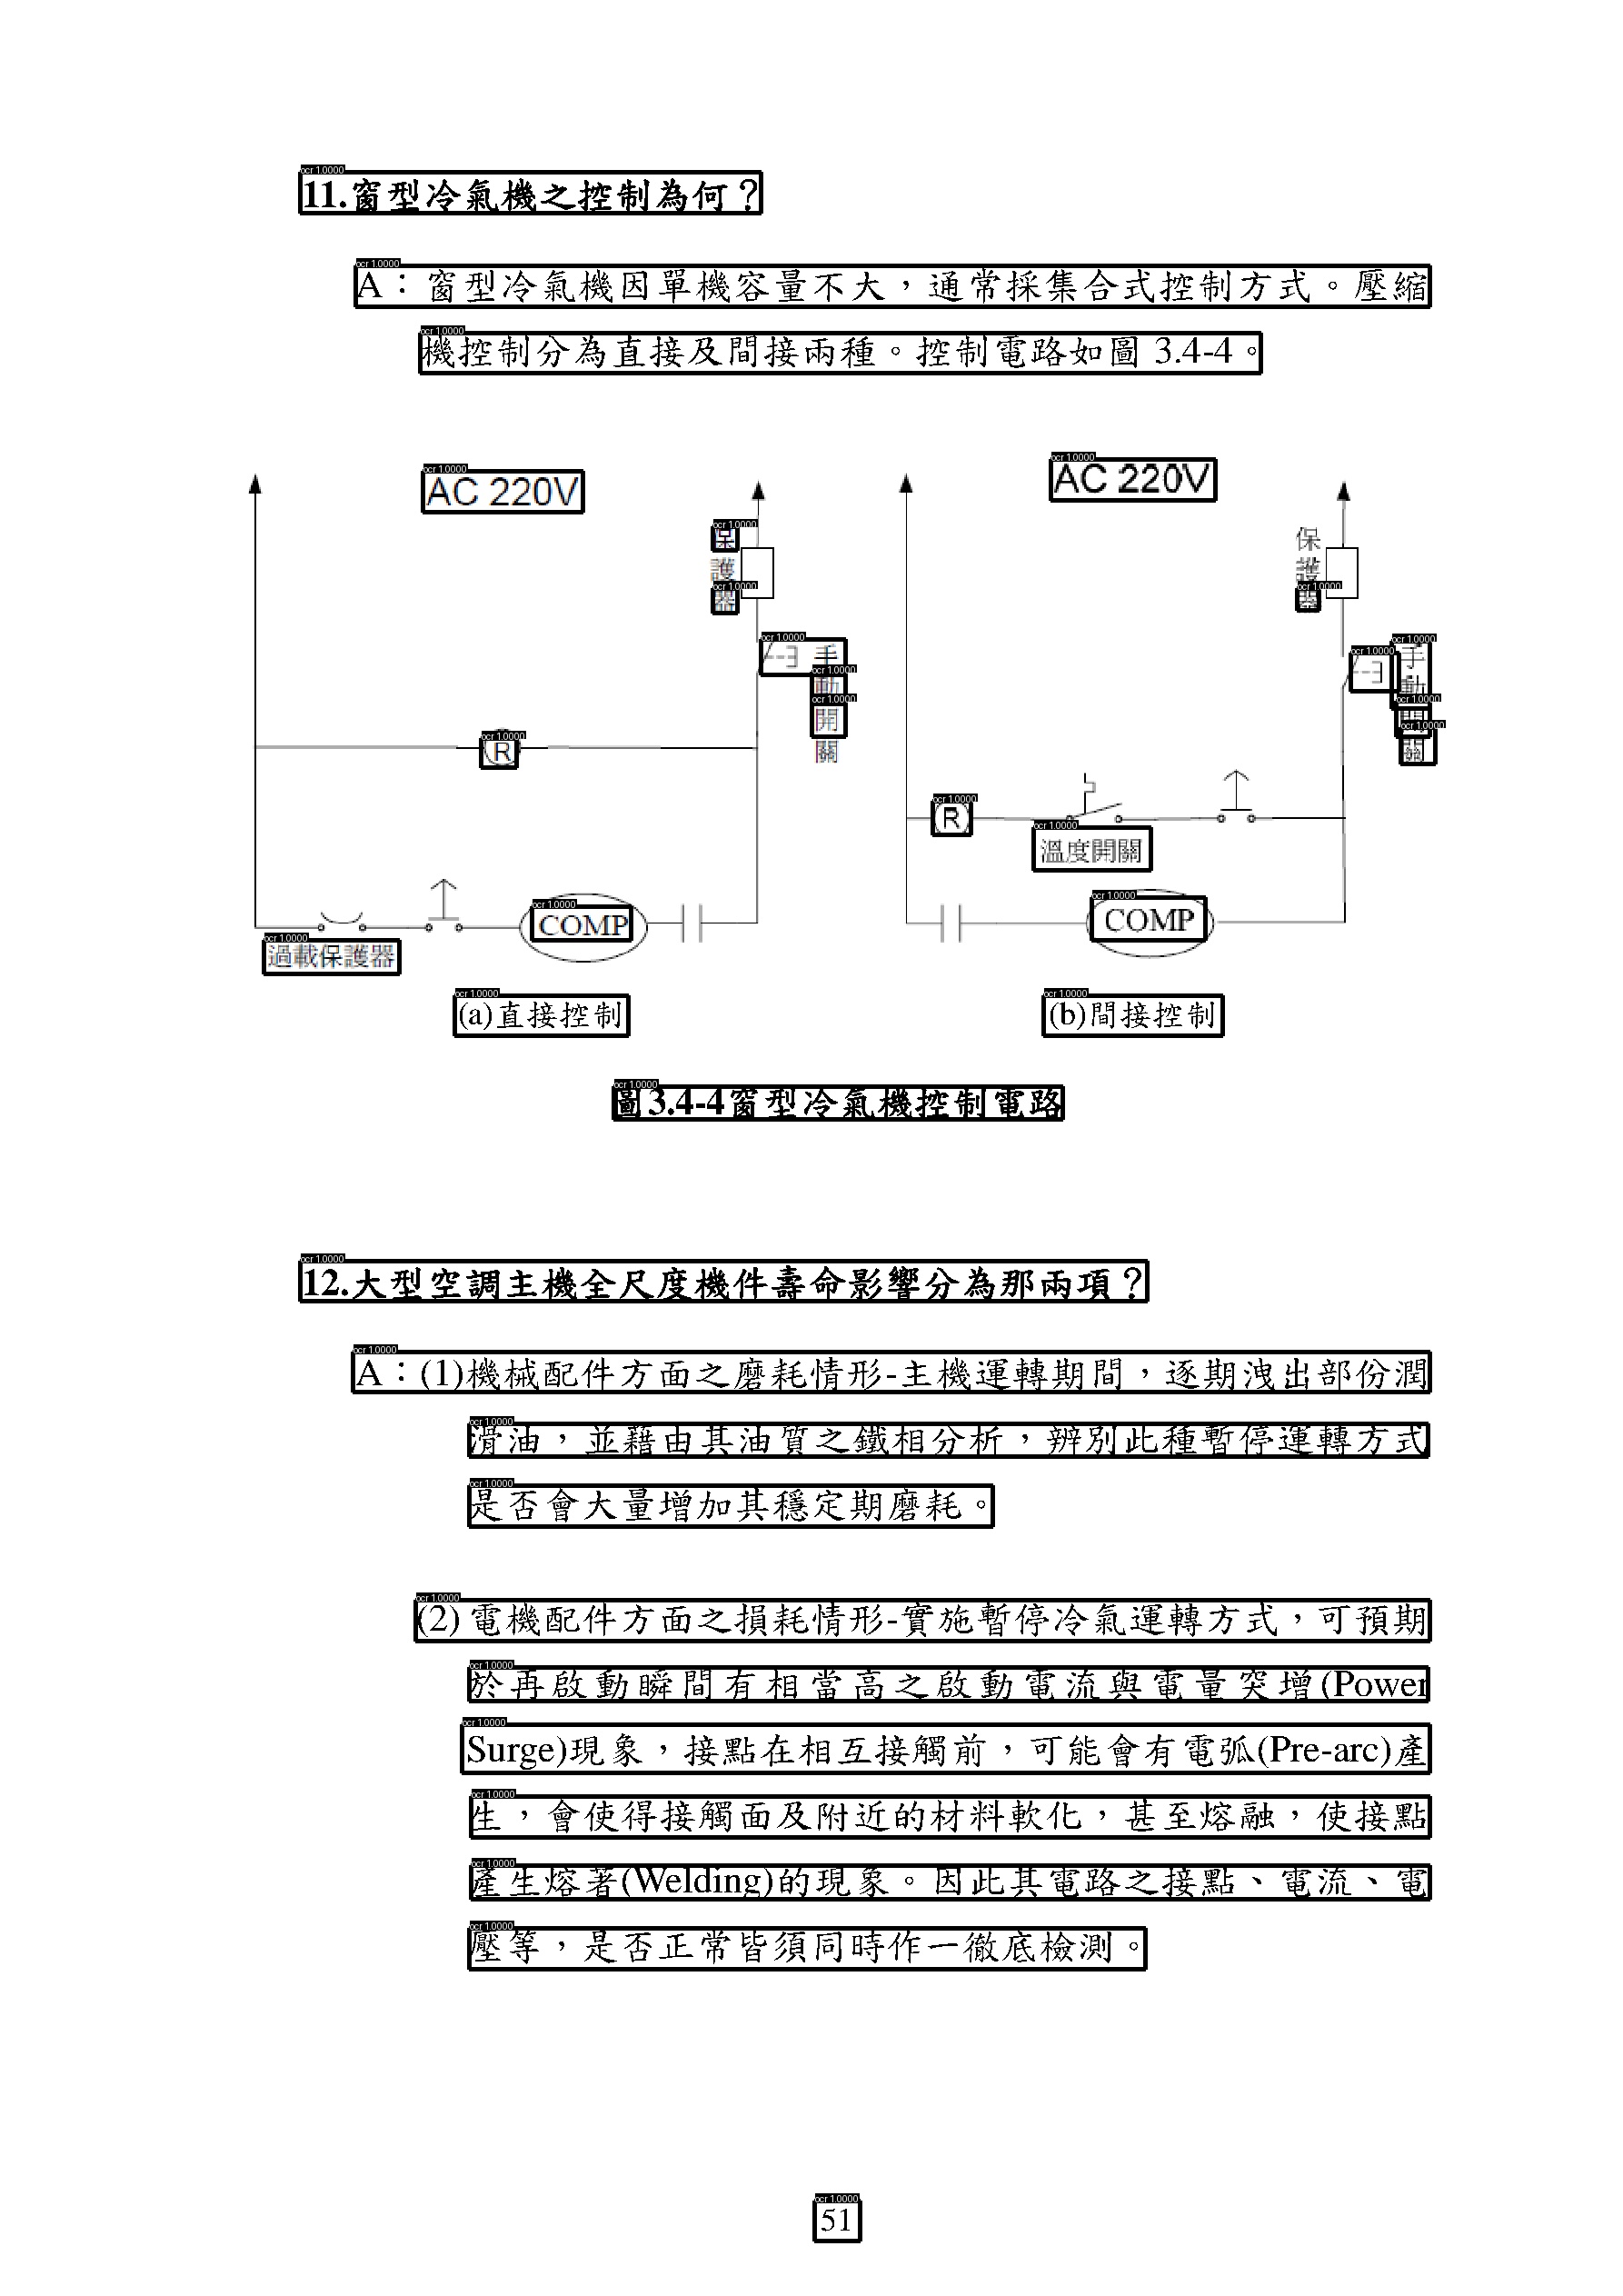 11.窗型冷氣機之控制為何？
A：窗型冷氣機因單機容量不大，通常採集合式控制方式。壓縮
機控制分為直接及間接兩種。控制電路如圖 3.4-4。
AC 220V
保護器
手動開關
R
過載保護器
COMP
(a)直接控制
AC 220V
保護器
手動開關
R
溫度開關
COMP
(b)間接控制
圖3.4-4窗型冷氣機控制電路
12.大型空調主機全尺度機件壽命影響分為那兩項？
A：(1)機械配件方面之磨耗情形-主機運轉期間，逐期洩出部份潤
滑油，並藉由其油質之鐵相分析，辨別此種暫停運轉方式
是否會大量增加其穩定期磨耗。
(2) 電機配件方面之損耗情形-實施暫停冷氣運轉方式，可預期
於再啟動瞬間有相當高之啟動電流與電量突增(Power
Surge)現象，接點在相互接觸前，可能會有電弧(Pre-arc)產
生，會使得接觸面及附近的材料軟化，甚至熔融，使接點
產生熔著(Welding)的現象。因此其電路之接點、電流、電
壓等，是否正常皆須同時作一徹底檢測。
51